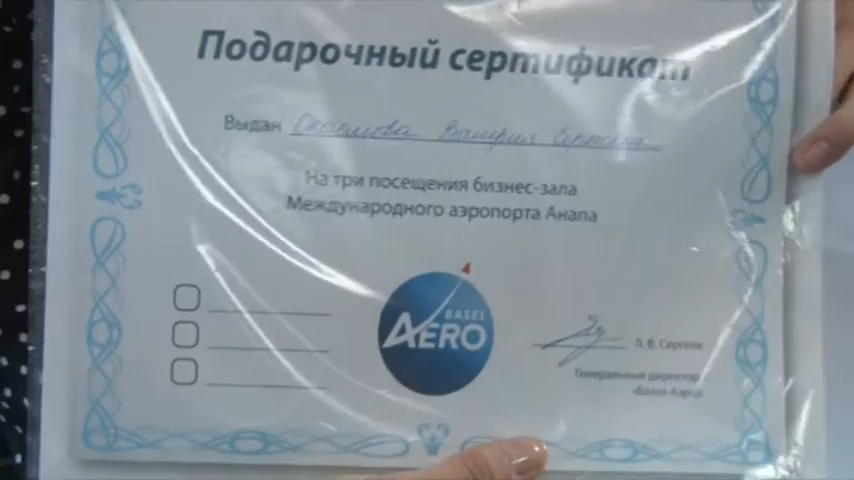 Подарочный сертификат
Выдан
На три посещения бизнес-зала
Международного аэропорта Анапа
BASEL
AERO
Л. В. Сергеев
Генеральный директор
«Базэл Аэро»